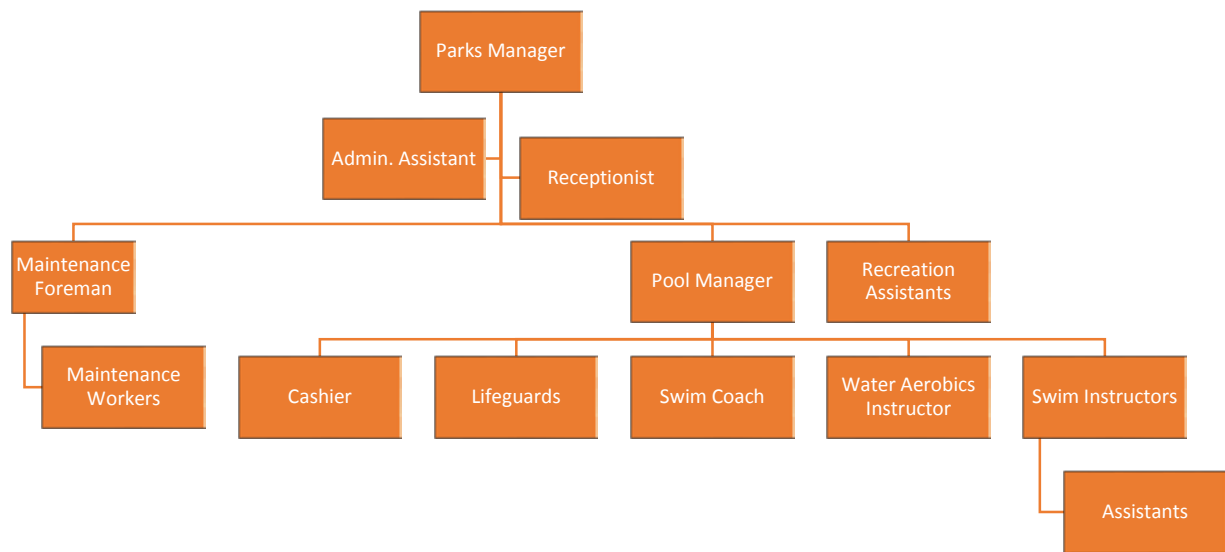 Parks Manager
Admin. Assistant
Receptionist
Maintenance
Foreman
Pool Manager
Recreation
Assistants
Maintenance
Workers
Cashier
Lifeguards
Swim Coach
Water Aerobics
Instructor
Swim Instructors
Assistants